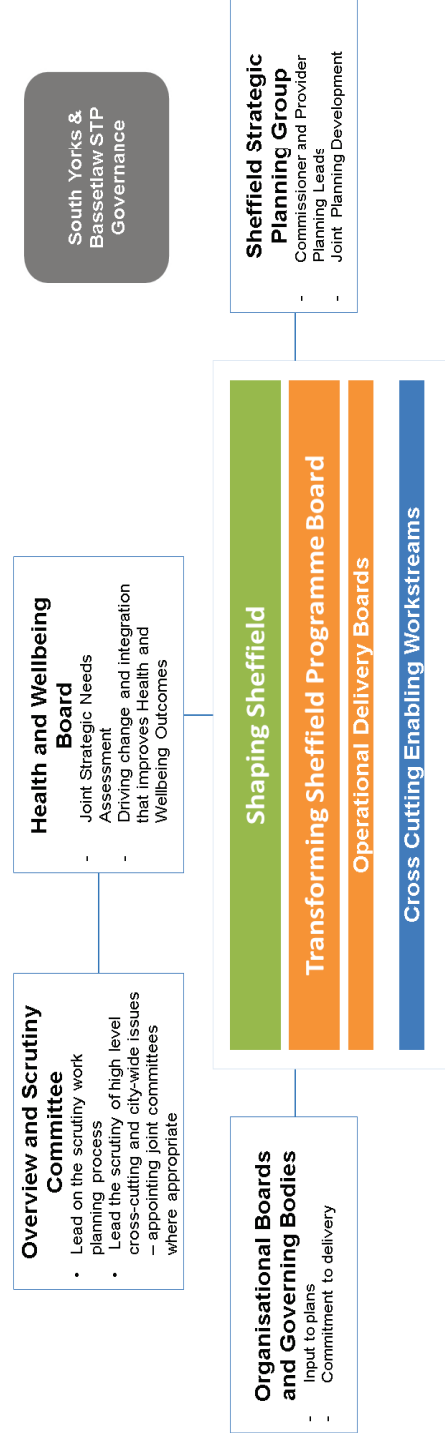 Overview and Scrutiny
Committee
• Lead on the scrutiny work
planning process
• Lead the scrutiny of high level
cross-cutting and city-wide issues
– appointing joint committees
where appropriate
Health and Wellbeing
Board
- Joint Strategic Needs
Assessment
- Driving change and integration
that improves Health and
Wellbeing Outcomes
South Yorks &
Bassetlaw STP
Governance
Organisational Boards
and Governing Bodies
- Input to plans
- Commitment to delivery
Shaping Sheffield
Transforming Sheffield Programme Board
Operational Delivery Boards
Cross Cutting Enabling Workstreams
Sheffield Strategic
Planning Group
- Commissioner and Provider
Planning Leads
- Joint Planning Development